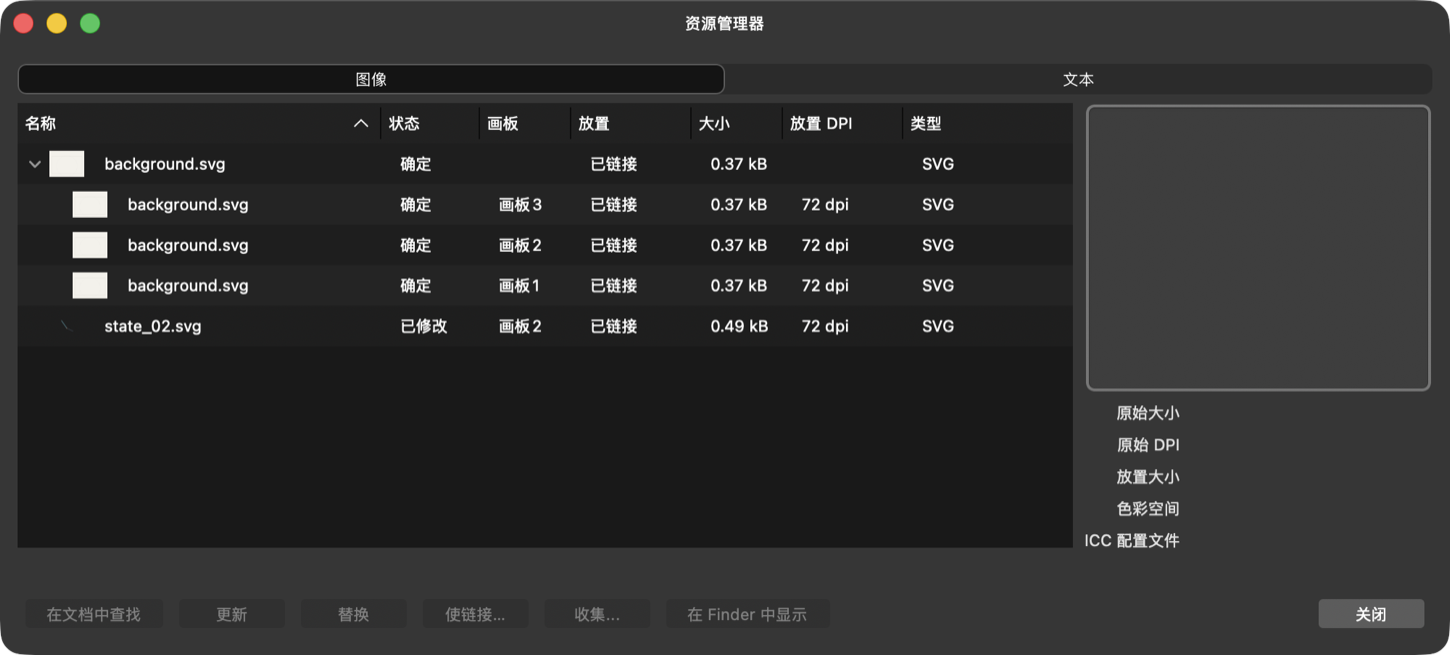 资源管理器
图像 文本
名称 状态 画板 放置 大小 放置 DPI 类型
background.svg 确定 已链接 0.37 kB SVG
background.svg 确定 画板 3 已链接 0.37 kB 72 dpi SVG
background.svg 确定 画板 2 已链接 0.37 kB 72 dpi SVG
background.svg 确定 画板 1 已链接 0.37 kB 72 dpi SVG
state_02.svg 已修改 画板 2 已链接 0.49 kB 72 dpi SVG
原始大小
原始 DPI
放置大小
色彩空间
ICC 配置文件
在文档中查找 更新 替换 使链接... 收集... 在 Finder 中显示 关闭